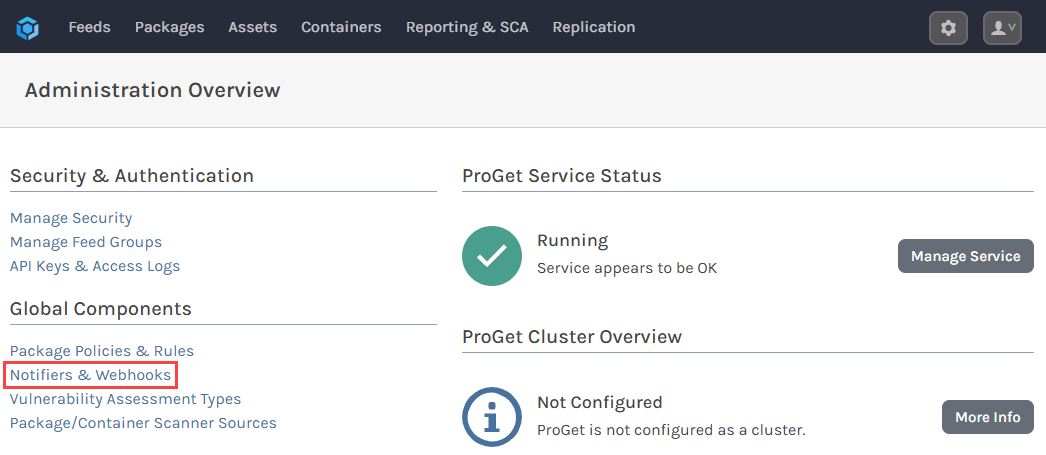 Feeds Packages Assets Containers Reporting & SCA Replication
Administration Overview
Security & Authentication
Manage Security
Manage Feed Groups
API Keys & Access Logs
Global Components
Package Policies & Rules
Notifiers & Webhooks
Vulnerability Assessment Types
Package/Container Scanner Sources
ProGet Service Status
Running
Service appears to be OK
Manage Service
ProGet Cluster Overview
Not Configured
ProGet is not configured as a cluster.
More Info